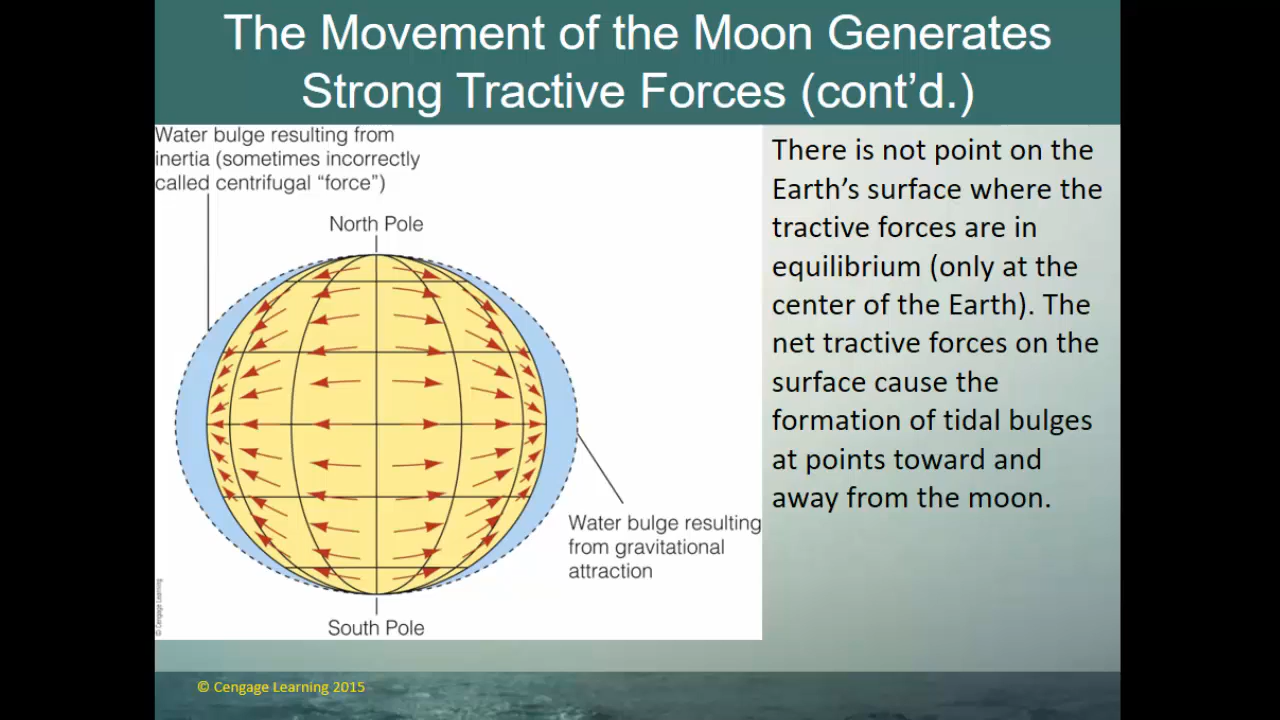 The Movement of the Moon Generates
Strong Tractive Forces (cont’d.)
Water bulge resulting from
inertia (sometimes incorrectly
called centrifugal “force”)
North Pole
Water bulge resulting
from gravitational
attraction
South Pole
© Cengage Learning
There is not point on the
Earth’s surface where the
tractive forces are in
equilibrium (only at the
center of the Earth). The
net tractive forces on the
surface cause the
formation of tidal bulges
at points toward and
away from the moon.
© Cengage Learning 2015